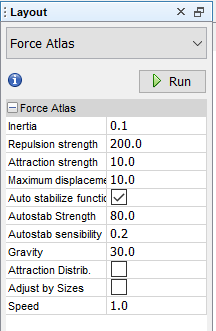 Layout
Force Atlas
Run
Force Atlas
Inertia 0.1
Repulsion strength 200.0
Attraction strength 10.0
Maximum displaceme 10.0
Auto stabilize functic
Autostab Strength 80.0
Autostab sensibility 0.2
Gravity 30.0
Attraction Distrib.
Adjust by Sizes
Speed 1.0